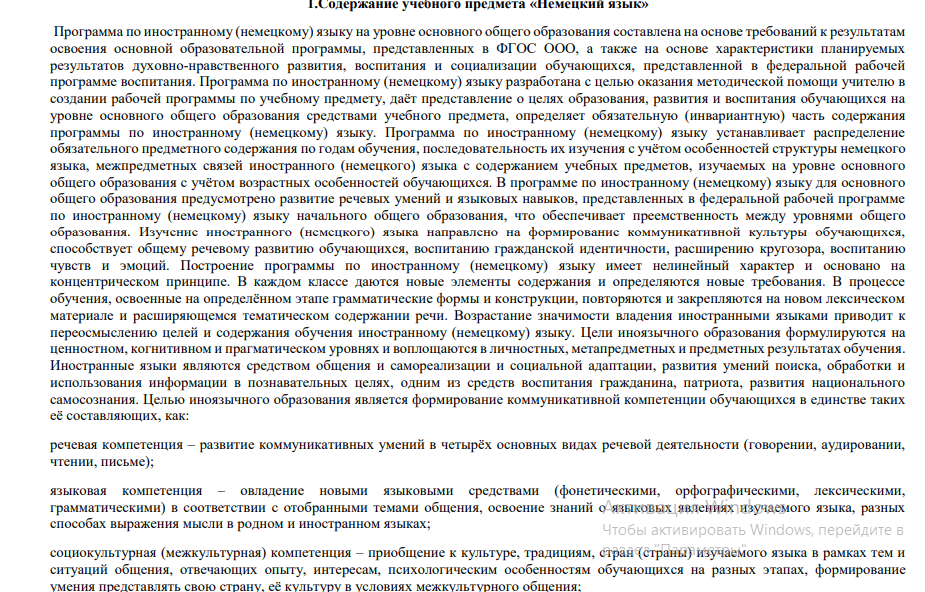 1.Содержание учебного предмета «Немецкий язык»
Программа по иностранному (немецкому) языку на уровне основного общего образования составлена на основе требований к результатам
освоения основной образовательной программы, представленных в ФГОС ООО, а также на основе характеристики планируемых
результатов духовно-нравственного развития, воспитания и социализации обучающихся, представленной в федеральной рабочей
программе воспитания. Программа по иностранному (немецкому) языку разработана с целью оказания методической помощи учителю в
создании рабочей программы по учебному предмету, даёт представление о целях образования, развития и воспитания обучающихся на
уровне основного общего образования средствами учебного предмета, определяет обязательную (инвариантную) часть содержания
программы по иностранному (немецкому) языку. Программа по иностранному (немецкому) языку устанавливает распределение
обязательного предметного содержания по годам обучения, последовательность их изучения с учётом особенностей структуры немецкого
языка, межпредметных связей иностранного (немецкого) языка с содержанием учебных предметов, изучаемых на уровне основного
общего образования с учётом возрастных особенностей обучающихся. В программе по иностранному (немецкому) языку для основного
общего образования предусмотрено развитие речевых умений и языковых навыков, представленных в федеральной рабочей программе
по иностранному (немецкому) языку начального общего образования, что обеспечивает преемственность между уровнями общего
образования. Изучение иностранного (немецкого) языка направлено на формирование коммуникативной культуры обучающихся,
способствует общему речевому развитию обучающихся, воспитанию гражданской идентичности, расширению кругозора, воспитанию
чувств и эмоций. Построение программы по иностранному (немецкому) языку имеет нелинейный характер и основано на
концентрическом принципе. В каждом классе даются новые элементы содержания и определяются новые требования. В процессе
обучения, освоенные на определённом этапе грамматические формы и конструкции, повторяются и закрепляются на новом лексическом
материале и расширяющемся тематическом содержании речи. Возрастание значимости владения иностранными языками приводит к
переосмыслению целей и содержания обучения иностранному (немецкому) языку. Цели иноязычного образования формулируются на
ценностном, когнитивном и прагматическом уровнях и воплощаются в личностных, метапредметных и предметных результатах обучения.
Иностранные языки являются средством общения и самореализации и социальной адаптации, развития умений поиска, обработки и
использования информации в познавательных целях, одним из средств воспитания гражданина, патриота, развития национального
самосознания. Целью иноязычного образования является формирование коммуникативной компетенции обучающихся в единстве таких
её составляющих, как:
речевая компетенция – развитие коммуникативных умений в четырёх основных видах речевой деятельности (говорении, аудировании,
чтении, письме);
языковая компетенция – овладение новыми языковыми средствами (фонетическими, орфографическими, лексическими,
грамматическими) в соответствии с отобранными темами общения, освоение знаний о языковых явлениях изучаемого языка, разных
способах выражения мысли в родном и иностранном языках;
социокультурная (межкультурная) компетенция – приобщение к культуре, традициям, стран (страны) изучаемого языка в рамках тем и
ситуаций общения, отвечающих опыту, интересам, психологическим особенностям обучающихся на разных этапах, формирование
умения представлять свою страну, её культуру в условиях межкультурного общения;
Активация Windows
Чтобы активировать Windows, перейдите в
раздел "Параметры".